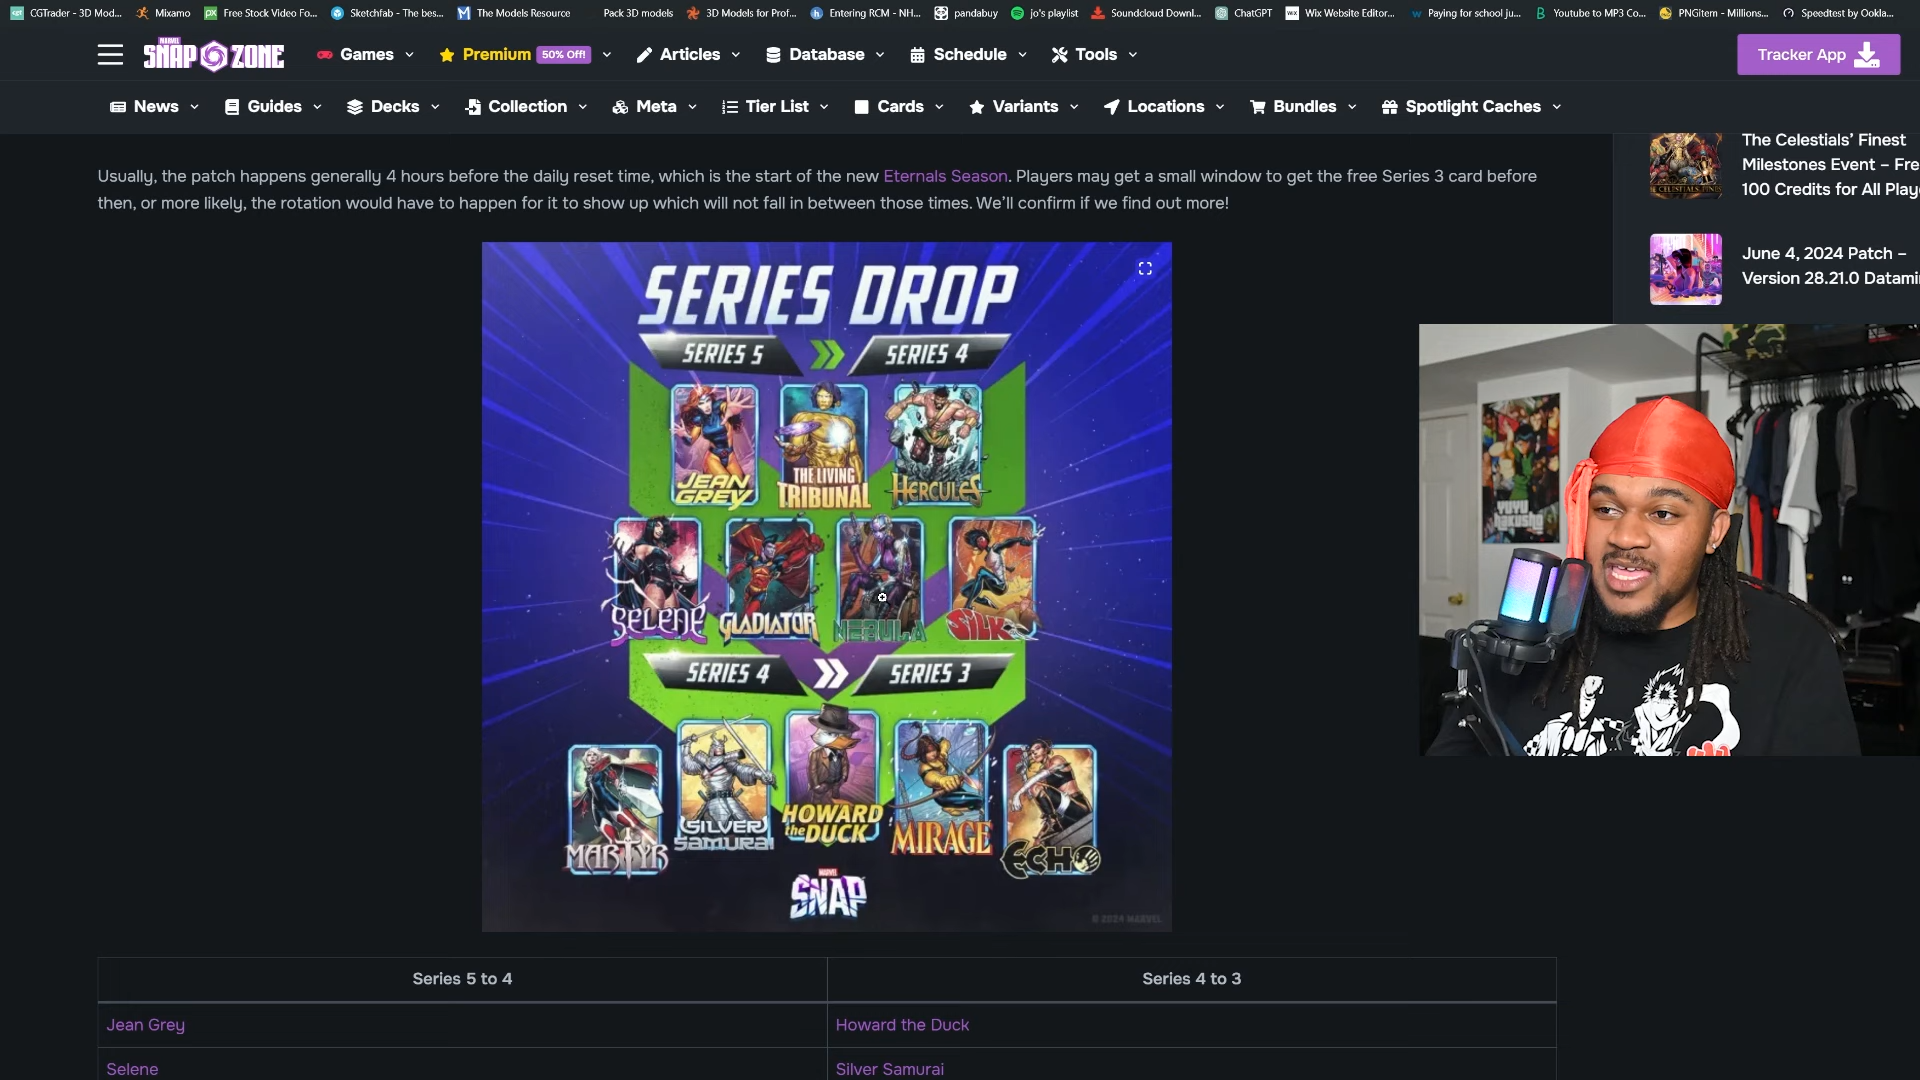 CGTrader - 3D Mod...
Mixamo
Free Stock Video Fo...
Sketchfab - The bes...
The Models Resource
Pack 3D models
3D Models for Prof...
Entering RCM - NH...
pandabuy
jo's playlist
Soundcloud Downl...
ChatGPT
Wix Website Editor...
Paying for school ju...
Youtube to MP3 Co...
PNGitem - Millions...
Speedtest by Ookla...
MARVEL
SNAP ZONE
Games
Premium 50% Off!
Articles
Database
Schedule
Tools
Tracker App
News
Guides
Decks
Collection
Meta
Tier List
Cards
Variants
Locations
Bundles
Spotlight Caches
Usually, the patch happens generally 4 hours before the daily reset time, which is the start of the new Eternals Season. Players may get a small window to get the free Series 3 card before
then, or more likely, the rotation would have to happen for it to show up which will not fall in between those times. We'll confirm if we find out more!
SERIES DROP
SERIES 5
SERIES 4
JEAN GREY
THE LIVING TRIBUNAL
HERCULES
SELENE
GLADIATOR
NEBULA
SILK
SERIES 4
SERIES 3
MARTYR
SILVER SAMURAI
HOWARD the DUCK
MIRAGE
ECHO
MARVEL
SNAP
© 2024 MARVEL
Series 5 to 4
Series 4 to 3
Jean Grey
Howard the Duck
Selene
Silver Samurai
The Celestials' Finest
Milestones Event – Fre
100 Credits for All Play
June 4, 2024 Patch –
Version 28.21.0 Datami
YUYU
HAKUSHO